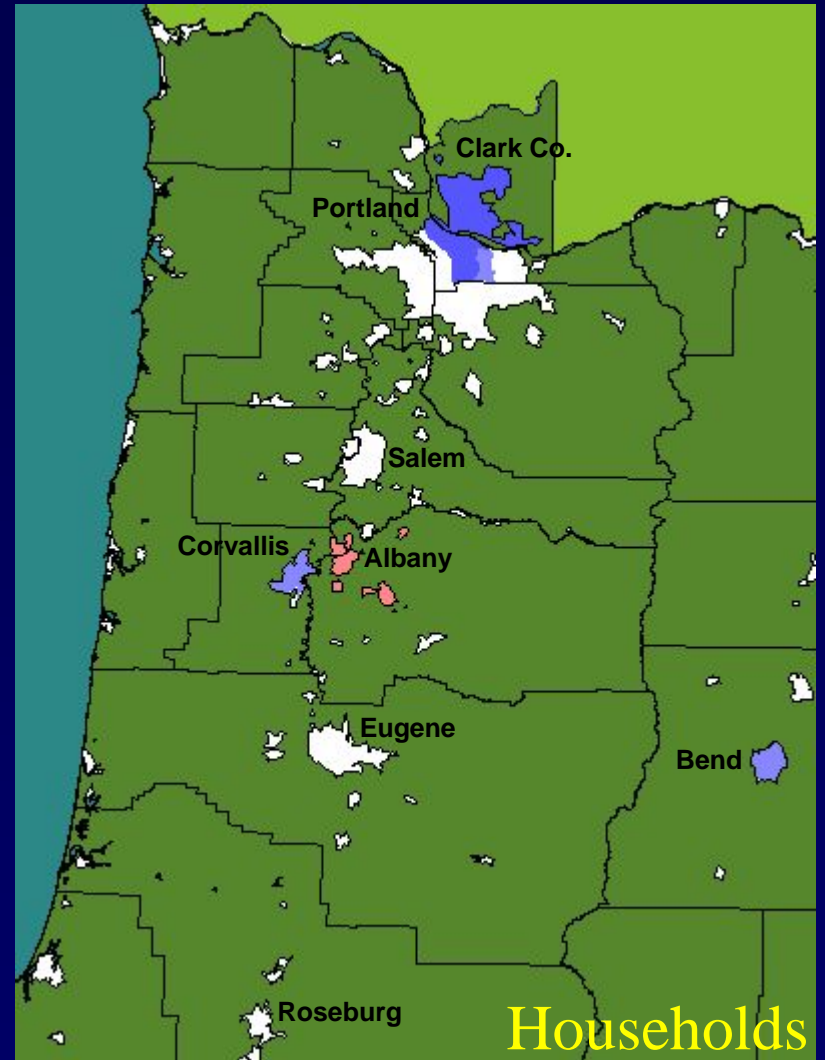 Clark Co.
Portland
Salem
Corvallis
Albany
Eugene
Bend
Roseburg
Households